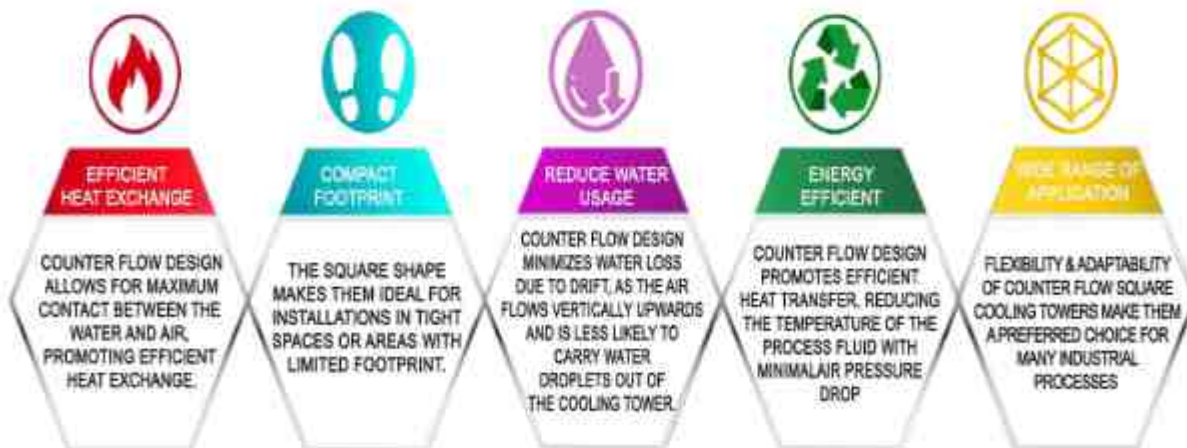 EFFICIENT
HEAT EXCHANGE
COUNTER FLOW DESIGN
ALLOWS FOR MAXIMUM
CONTACT BETWEEN THE
WATER AND AIR,
PROMOTING EFFICIENT
HEAT EXCHANGE.
COMPACT
FOOTPRINT
THE SQUARE SHAPE
MAKES THEM IDEAL FOR
INSTALLATIONS IN TIGHT
SPACES OR AREAS WITH
LIMITED FOOTPRINT.
REDUCE WATER
USAGE
COUNTER FLOW DESIGN
MINIMIZES WATER LOSS
DUE TO DRIFT, AS THE AIR
FLOWS VERTICALLY UPWARDS
AND IS LESS LIKELY TO
CARRY WATER
DROPLETS OUT OF
THE COOLING TOWER.
ENERGY
EFFICIENT
COUNTER FLOW DESIGN
PROMOTES EFFICIENT.
HEAT TRANSFER, REDUCING
THE TEMPERATURE OF THE
PROCESS FLUID WITH
MINIMALAIR PRESSURE
DROP
WIDE RANGE OF
APPLICATION
FLEXIBILITY & ADAPTABILITY
OF COUNTER FLOW SQUARE
COOLING TOWERS MAKE THEM
A PREFERRED CHOICE FOR
MANY INDUSTRIAL
PROCESSES